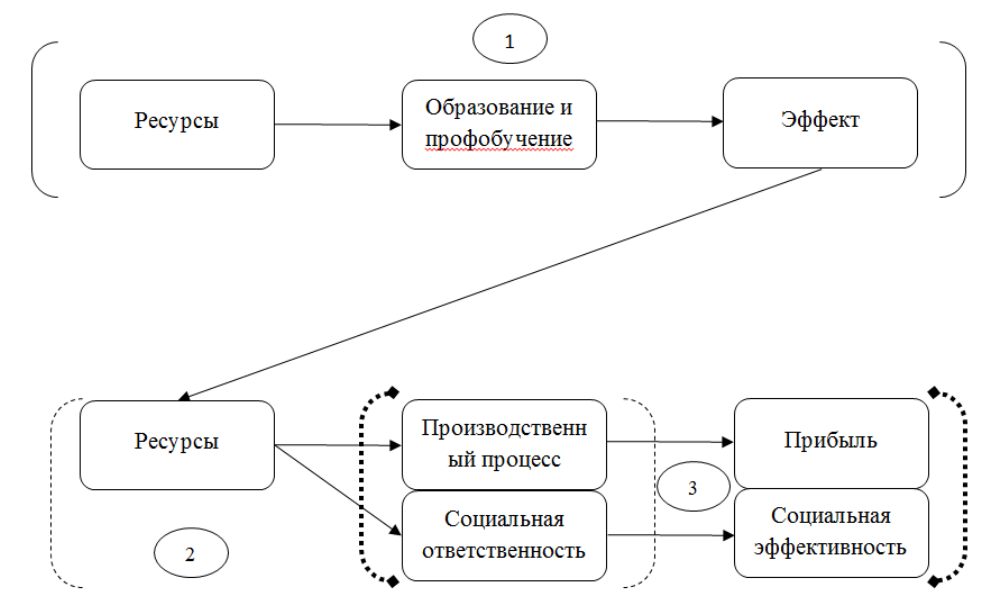 1
Ресурсы
Образование и
профобучение
Эффект
Ресурсы
Производственн
ый процесс
Прибыль
3
Социальная
ответственность
Социальная
эффективность
2